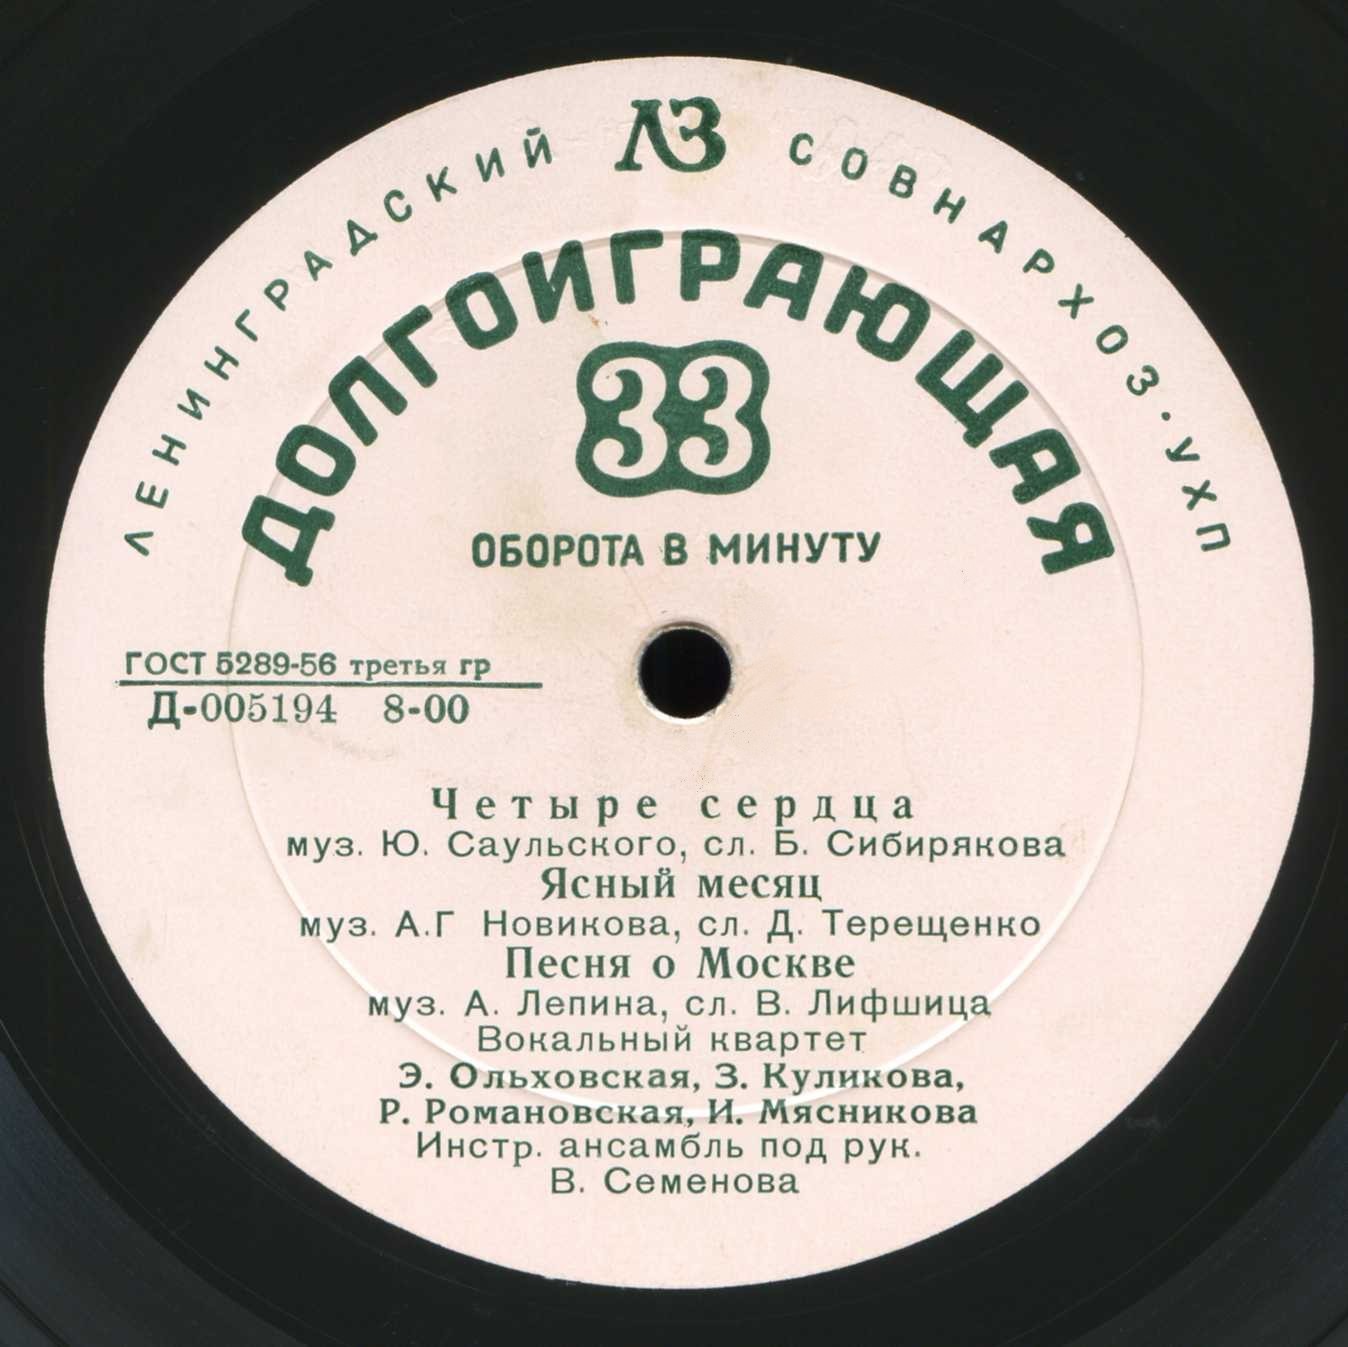 ЛЕНИНГРАДСКИЙ ЛЗ СОВНАРХОЗ · УХП
ДОЛГОИГРАЮЩАЯ
33
ОБОРОТА В МИНУТУ
ГОСТ 5289-56 третья гр
Д-005194 8-00
Четыре сердца
муз. Ю. Саульского, сл. Б. Сибирякова
Ясный месяц
муз. А.Г Новикова, сл. Д. Терещенко
Песня о Москве
муз. А. Лепина, сл. В. Лифшица
Вокальный квартет
Э. Ольховская, З. Куликова,
Р. Романовская, И. Мясникова
Инстр. ансамбль под рук.
В. Семенова